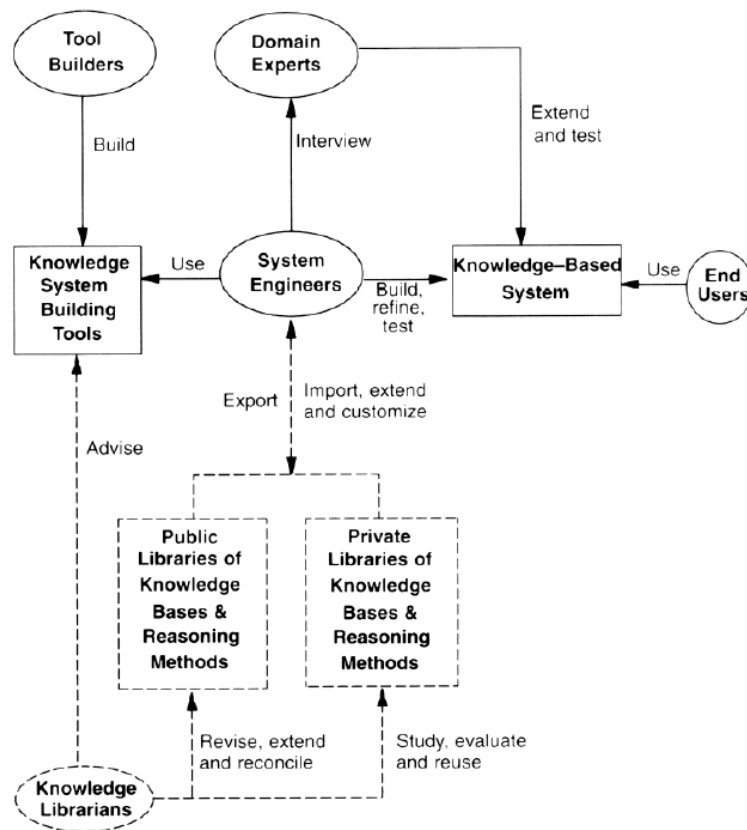 Tool
Builders
Domain
Experts
Build
Interview
Extend
and test
Knowledge
System
Building
Tools
Use
System
Engineers
Build,
refine,
test
Knowledge–Based
System
Use
End
Users
Export
Import, extend
and customize
Advise
Public
Libraries of
Knowledge
Bases &
Reasoning
Methods
Private
Libraries of
Knowledge
Bases &
Reasoning
Methods
Revise, extend
and reconcile
Study, evaluate
and reuse
Knowledge
Librarians